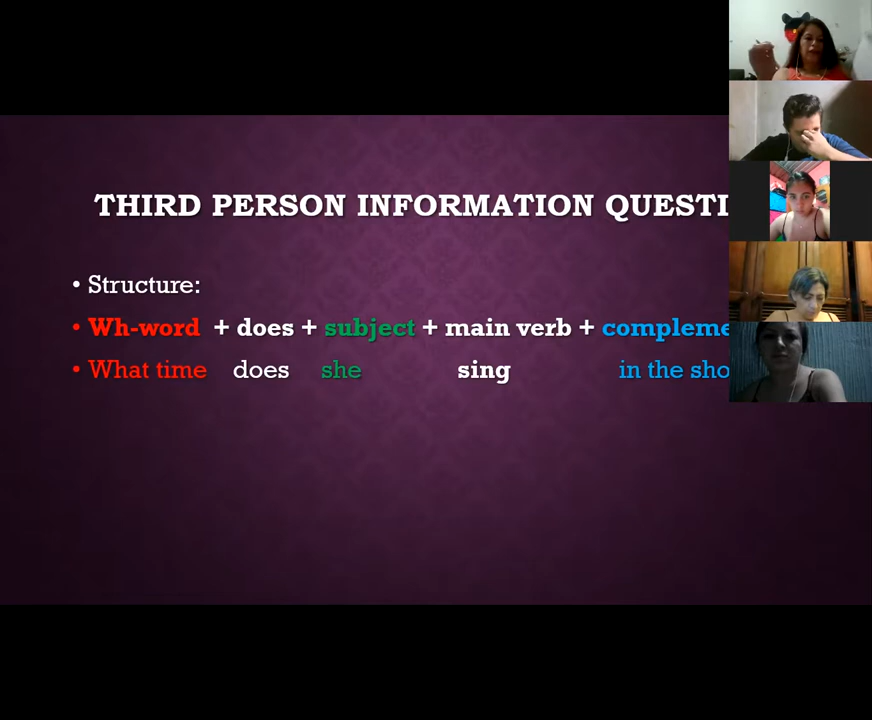 THIRD PERSON INFORMATION QUESTI
• Structure:
• Wh-word + does + subject + main verb + compleme
• What time does she sing in the sho